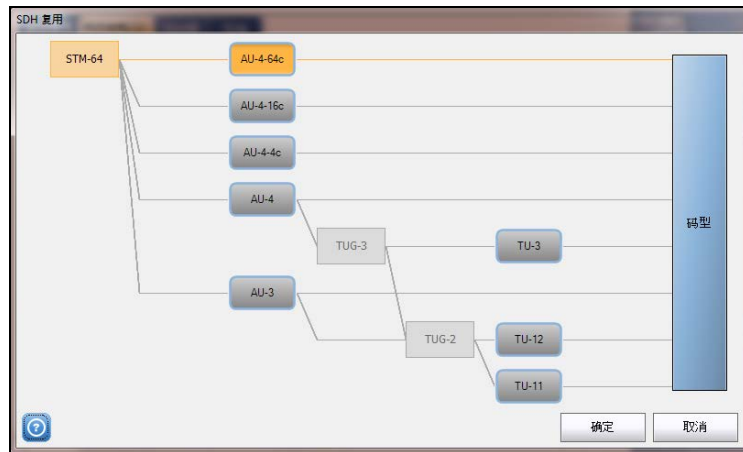 SDH 复用
STM-64
AU-4-64c
AU-4-16c
AU-4-4c
AU-4
码型
TUG-3
TU-3
AU-3
TUG-2
TU-12
TU-11
确定
取消